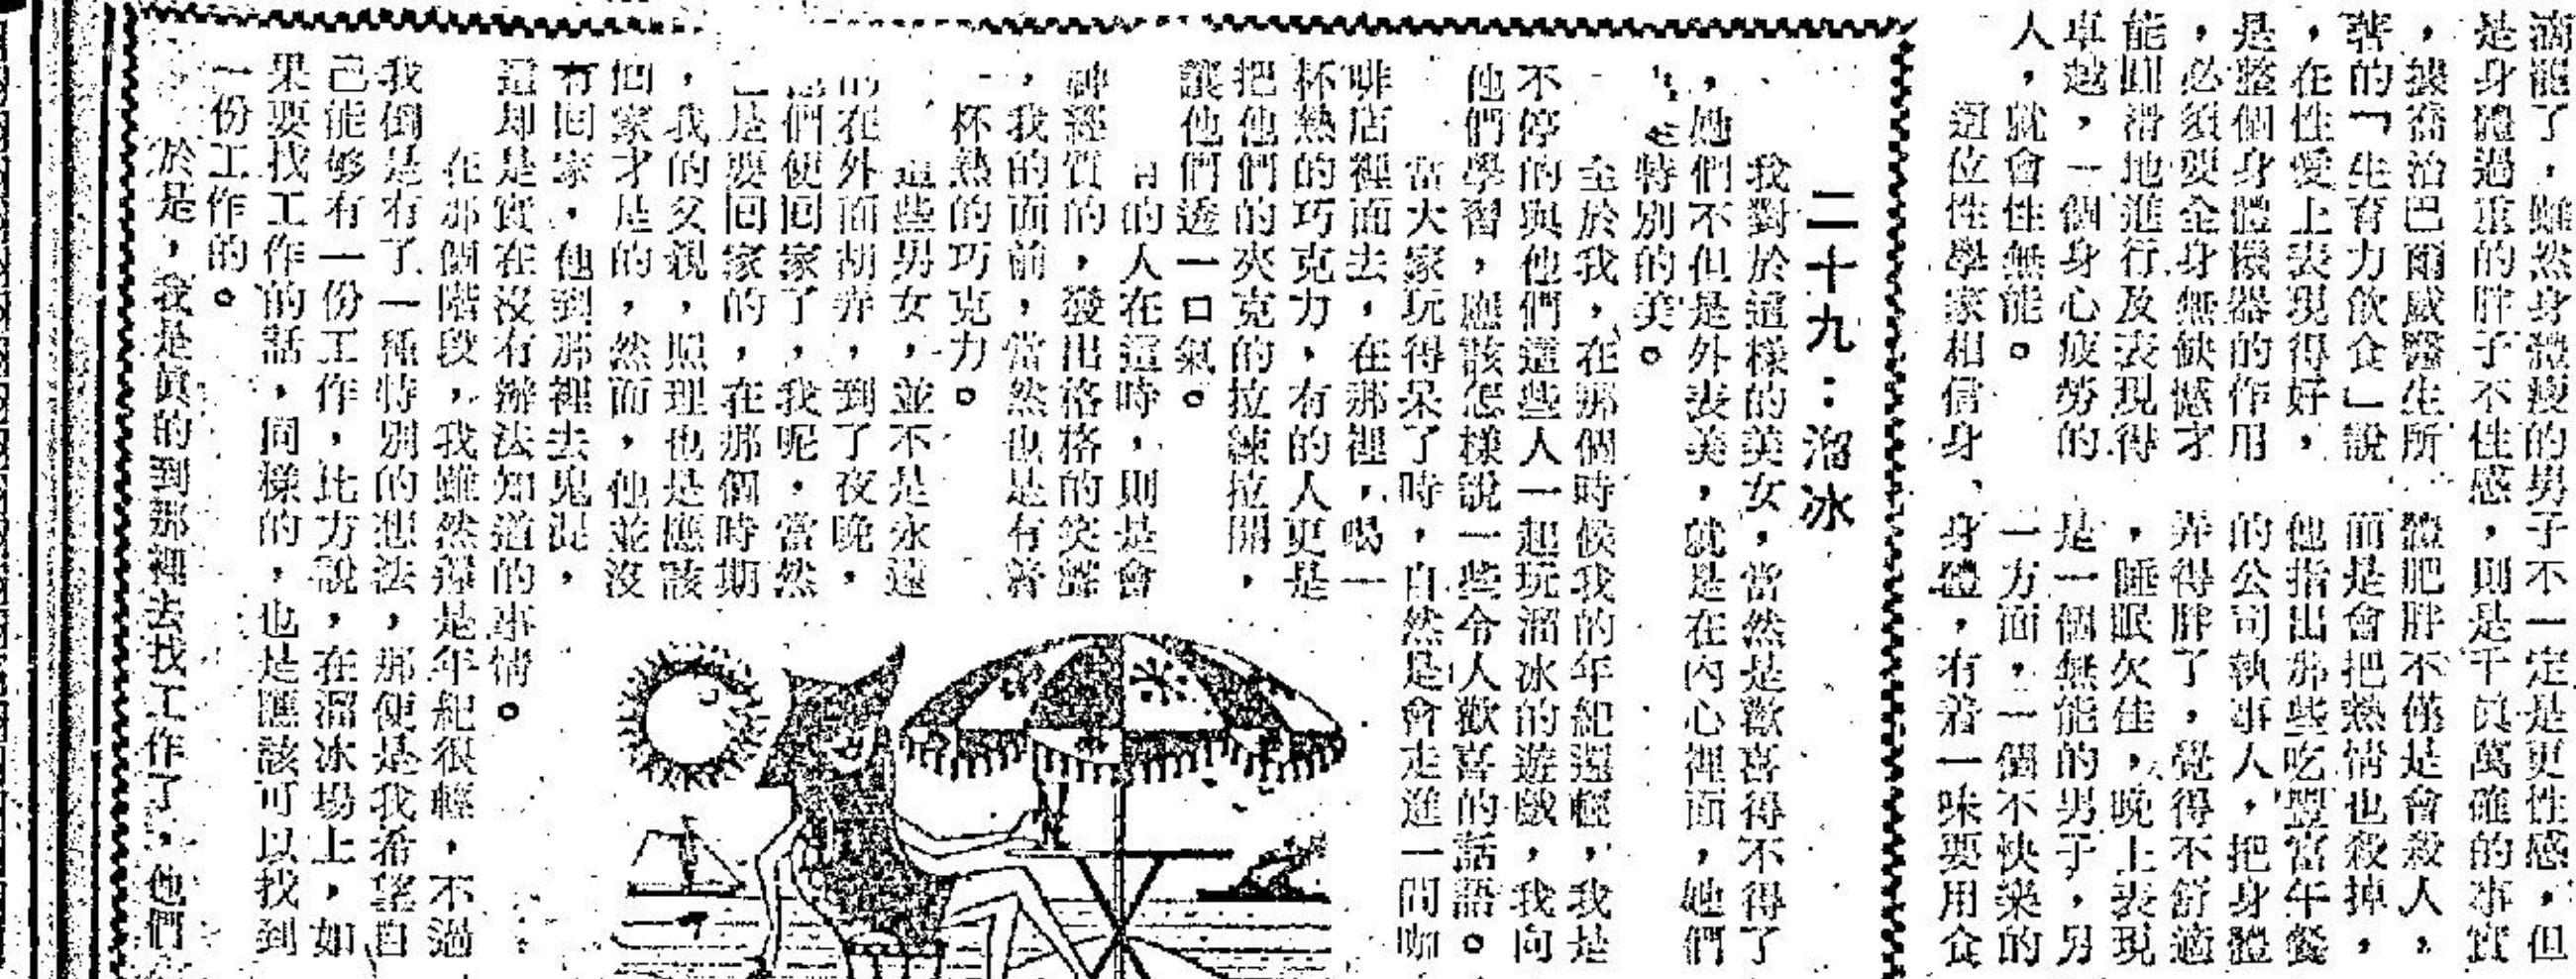 滴龍了，雖然身體瘦的男子不一定是更性感，但
是身體過重的胖子不性感，則是千眞萬確的事實
，據喬治巴爾威醫生所
著的「生育力飲食」說
，在性愛上表現得好，
是整個身體機器的作用
，必須要全身無缺憾才
能圓滑地進行及表現得
卓越，一個身心疲勞的
人，就會性無能。
這位性學家相信身、
體肥胖不僅是會殺人，
而是會把熱情也殺掉，
他指出那些吃豐富午餐
的公司執事人，把身體
弄得胖了，覺得不舒適
，睡眠欠佳，晚上表現
是一個無能的男子，另
一方面，一個不快樂的
身體，有着一味要用食
二十九：溜冰
我對於這樣的美女，當然是歡喜得不得了
，她們不但是外表美，就是在內心裡面，她們
特別的美。
至於我，在那個時候我的年紀還輕，我是
不停的與他們這些人一起玩溜冰的遊戲，我向
他們學習，應該怎樣說一些令人歡喜的話語。
當大家玩得呆了時，自然是會走進一間咖
啡店裡面去，在那裡，喝一
杯熱的巧克力，有的人更是
把他們的夾克的拉鍊拉開，
讓他們透一口氣。
的人在這時，則是會
神經質的，發出格格的笑聲
，我的面前，當然也是有着
一杯熱的巧克力。
這些男女，並不是永遠
的在外面胡弄，到了夜晚，
他們便回家了，我呢，當然
是要回家的，在那個時期
，我的父親，照理也是應該
回家才是的，然而，他並沒
有回家，他到那裡去鬼混，
這却是實在沒有辦法知道的事情。
在那個階段，我雖然還是年紀很輕，不過
我倒是有了一種特別的想法，那便是我希望自
己能够有一份工作，比方說，在溜冰場上，如
果要找工作的話，同樣的，也是應該可以找到
一份工作的。
於是，我是眞的到那裡去找工作了，他們